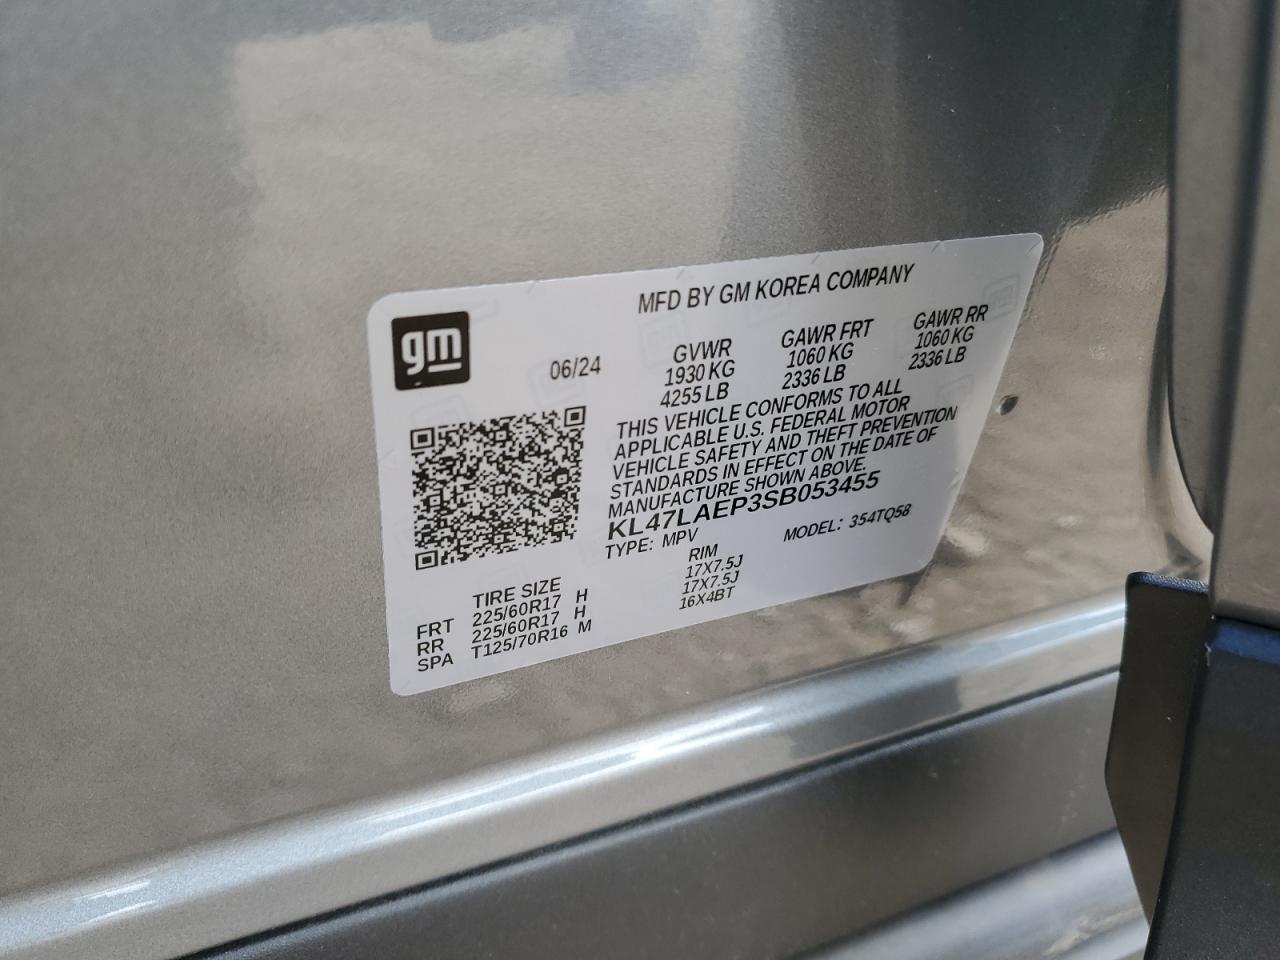 MFD BY GM KOREA COMPANY
gm
06/24
GVWR
1930 KG
4255 LB
GAWR FRT
1060 KG
2336 LB
GAWR RR
1060 KG
2336 LB
THIS VEHICLE CONFORMS TO ALL
APPLICABLE U.S. FEDERAL MOTOR
VEHICLE SAFETY AND THEFT PREVENTION
STANDARDS IN EFFECT ON THE DATE OF
MANUFACTURE SHOWN ABOVE.
KL47LAEP3SB053455
TYPE: MPV MODEL: 354TQ58
TIRE SIZE RIM
FRT 225/60R17 H 17X7.5J
RR 225/60R17 H 17X7.5J
SPA T125/70R16 M 16X4BT